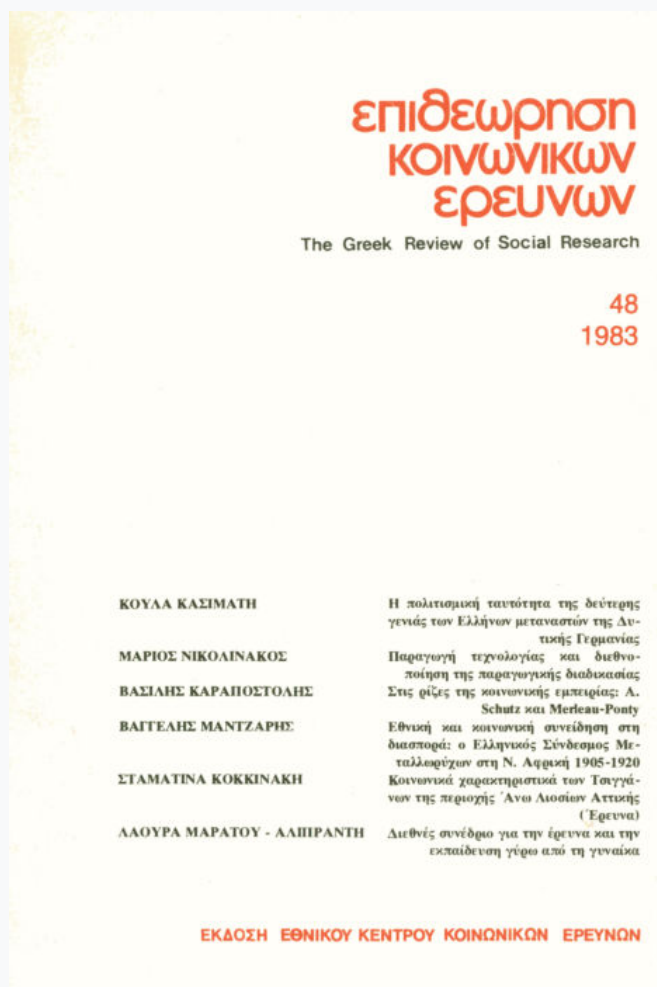 επιθεωρηση
κοινωνικων
ερευνων
The Greek Review of Social Research
48
1983
ΚΟΥΛΑ ΚΑΣΙΜΑΤΗ Η πολιτισμική ταυτότητα της δεύτερης
γενιάς των Ελλήνων μεταναστών της Δυ-
τικής Γερμανίας
ΜΑΡΙΟΣ ΝΙΚΟΛΙΝΑΚΟΣ Παραγωγή τεχνολογίας και διεθνο-
ποίηση της παραγωγικής διαδικασίας
ΒΑΣΙΛΗΣ ΚΑΡΑΠΟΣΤΟΛΗΣ Στις ρίζες της κοινωνικής εμπειρίας: A.
Schutz και Merleau-Ponty
ΒΑΓΓΕΛΗΣ ΜΑΝΤΖΑΡΗΣ Εθνική και κοινωνική συνείδηση στη
διασπορά: ο Ελληνικός Σύνδεσμος Με-
ταλλωρύχων στη Ν. Αφρική 1905-1920
ΣΤΑΜΑΤΙΝΑ ΚΟΚΚΙΝΑΚΗ Κοινωνικά χαρακτηριστικά των Τσιγγά-
νων της περιοχής Άνω Λιοσίων Αττικής
(Έρευνα)
ΛΑΟΥΡΑ ΜΑΡΑΤΟΥ - ΑΛΙΠΡΑΝΤΗ Διεθνές συνέδριο για την έρευνα και την
εκπαίδευση γύρω από τη γυναίκα
ΕΚΔΟΣΗ ΕΘΝΙΚΟΥ ΚΕΝΤΡΟΥ ΚΟΙΝΩΝΙΚΩΝ ΕΡΕΥΝΩΝ